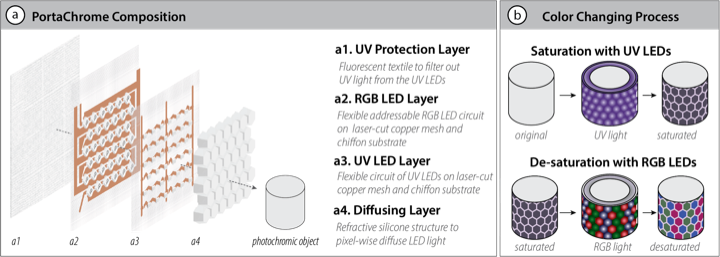 a PortaChrome Composition
a1. UV Protection Layer
Fluorescent textile to filter out
UV light from the UV LEDs
a2. RGB LED Layer
Flexible addressable RGB LED circuit
on laser-cut copper mesh and
chiffon substrate
a3. UV LED Layer
Flexible circuit of UV LEDs on laser-cut
copper mesh and chiffon substrate
a4. Diffusing Layer
Refractive silicone structure to
pixel-wise diffuse LED light
a1 a2 a3 a4 photochromic object
b Color Changing Process
Saturation with UV LEDs
original UV light saturated
De-saturation with RGB LEDs
saturated RGB light desaturated